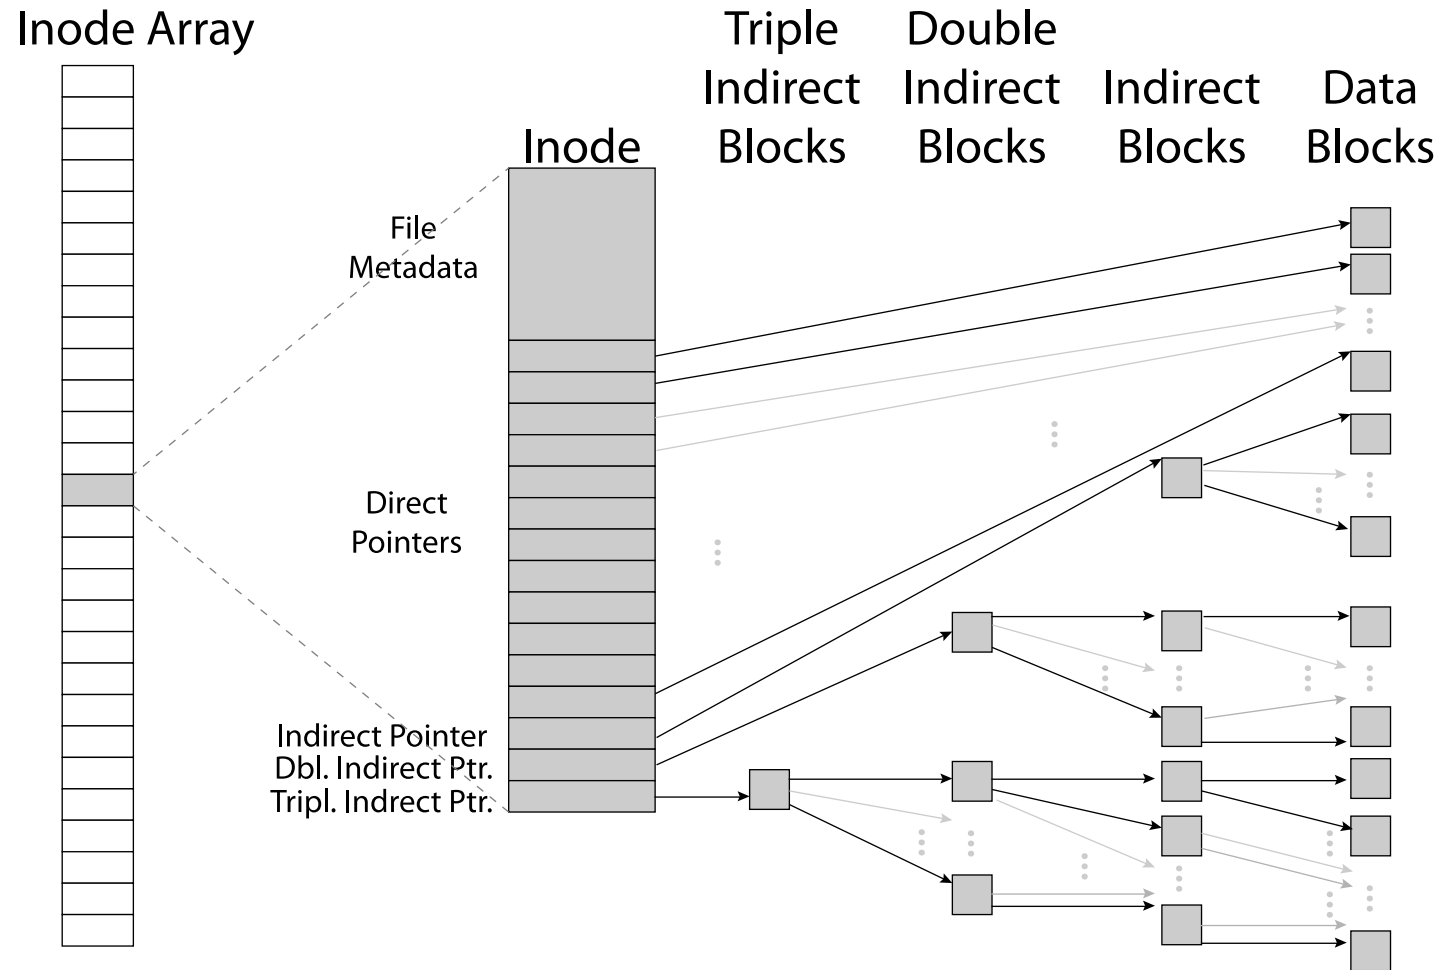 Inode Array
Triple
Indirect
Blocks
Double
Indirect
Blocks
Indirect
Blocks
Data
Blocks
Inode
File
Metadata
Direct
Pointers
Indirect Pointer
Dbl. Indirect Ptr.
Tripl. Indirect Ptr.